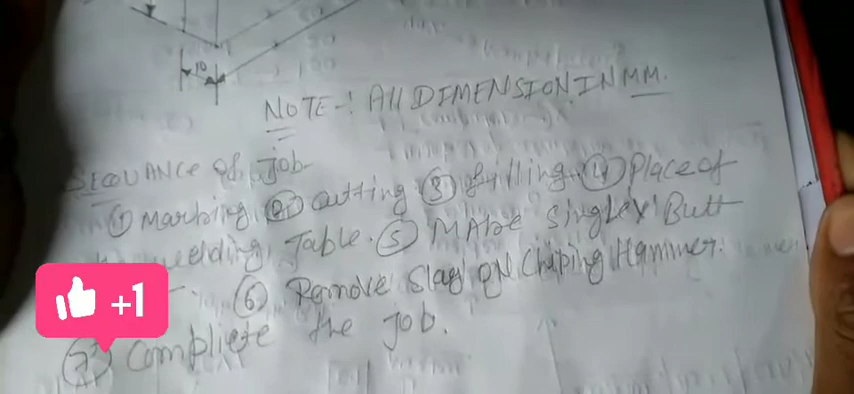 10
NOTE-: All DIMENSION IN MM.
SEQUANCE of job-
① Marking ② Cutting ③ filling ④ Place of
welding Table. ⑤ MAke Single 'V' Butt
⑥ Remove Slag ON Chiping Hammer.
⑦ Compliete the job.
+1